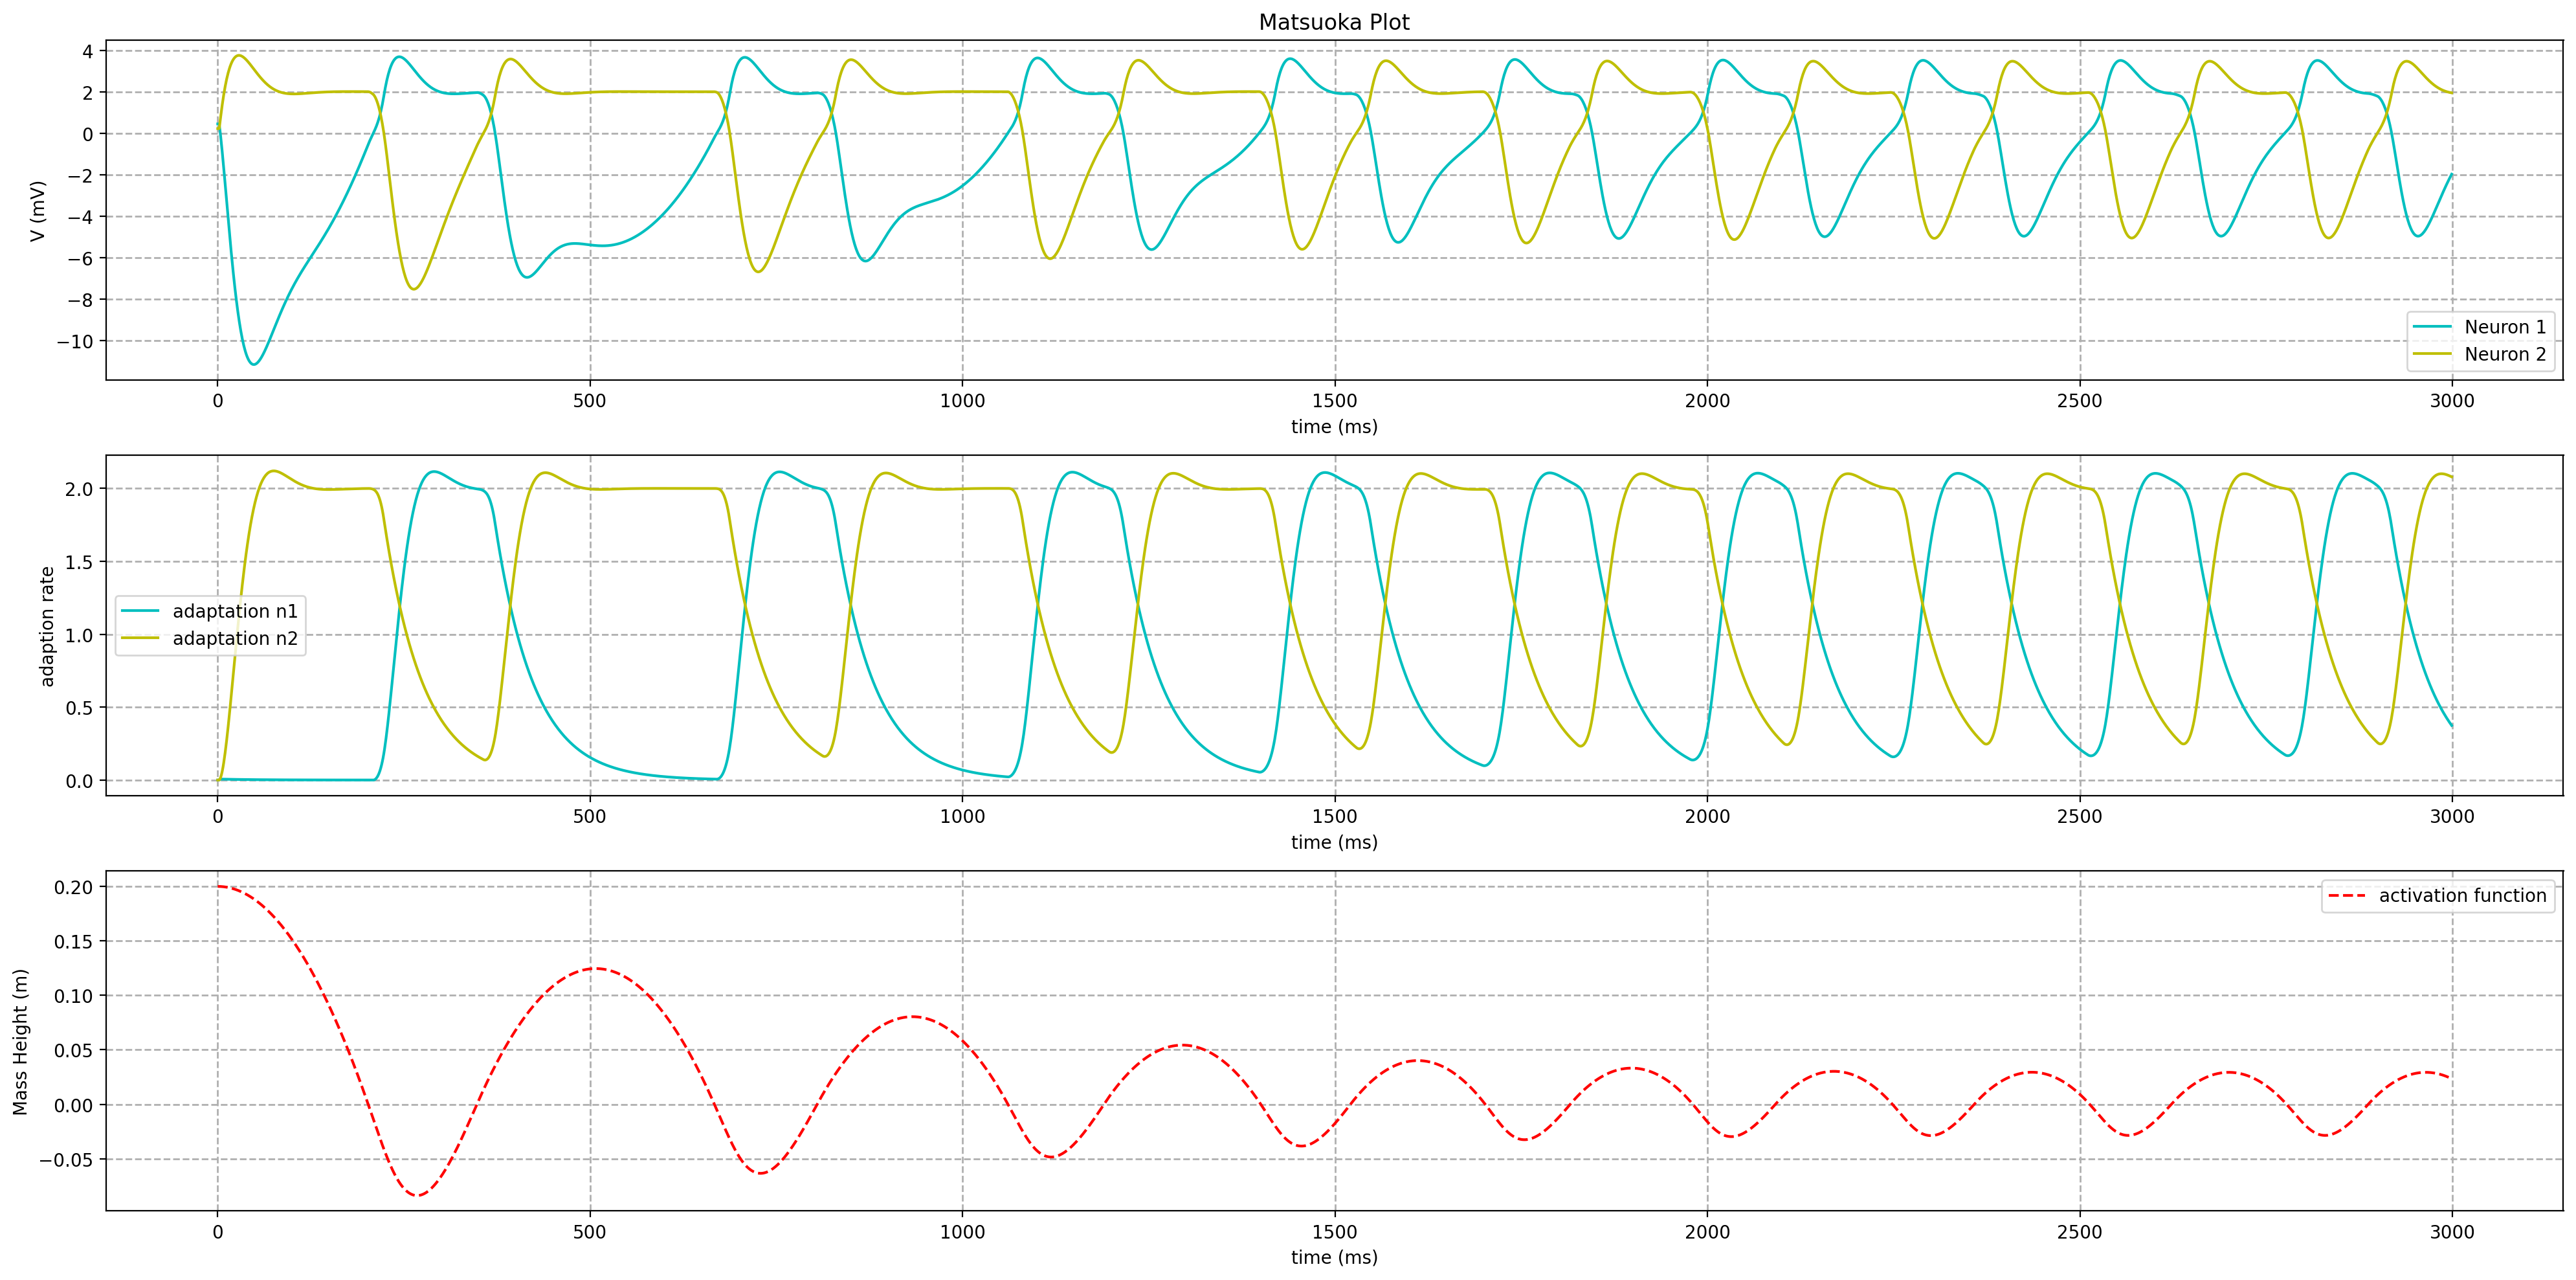 Matsuoka Plot
4
2
0
−2
−4
−6
−8
−10
V (mV)
Neuron 1
Neuron 2
0 500 1000 1500 2000 2500 3000
time (ms)
2.0
1.5
1.0
0.5
0.0
adaption rate
adaptation n1
adaptation n2
0 500 1000 1500 2000 2500 3000
time (ms)
0.20
0.15
0.10
0.05
0.00
−0.05
Mass Height (m)
activation function
0 500 1000 1500 2000 2500 3000
time (ms)